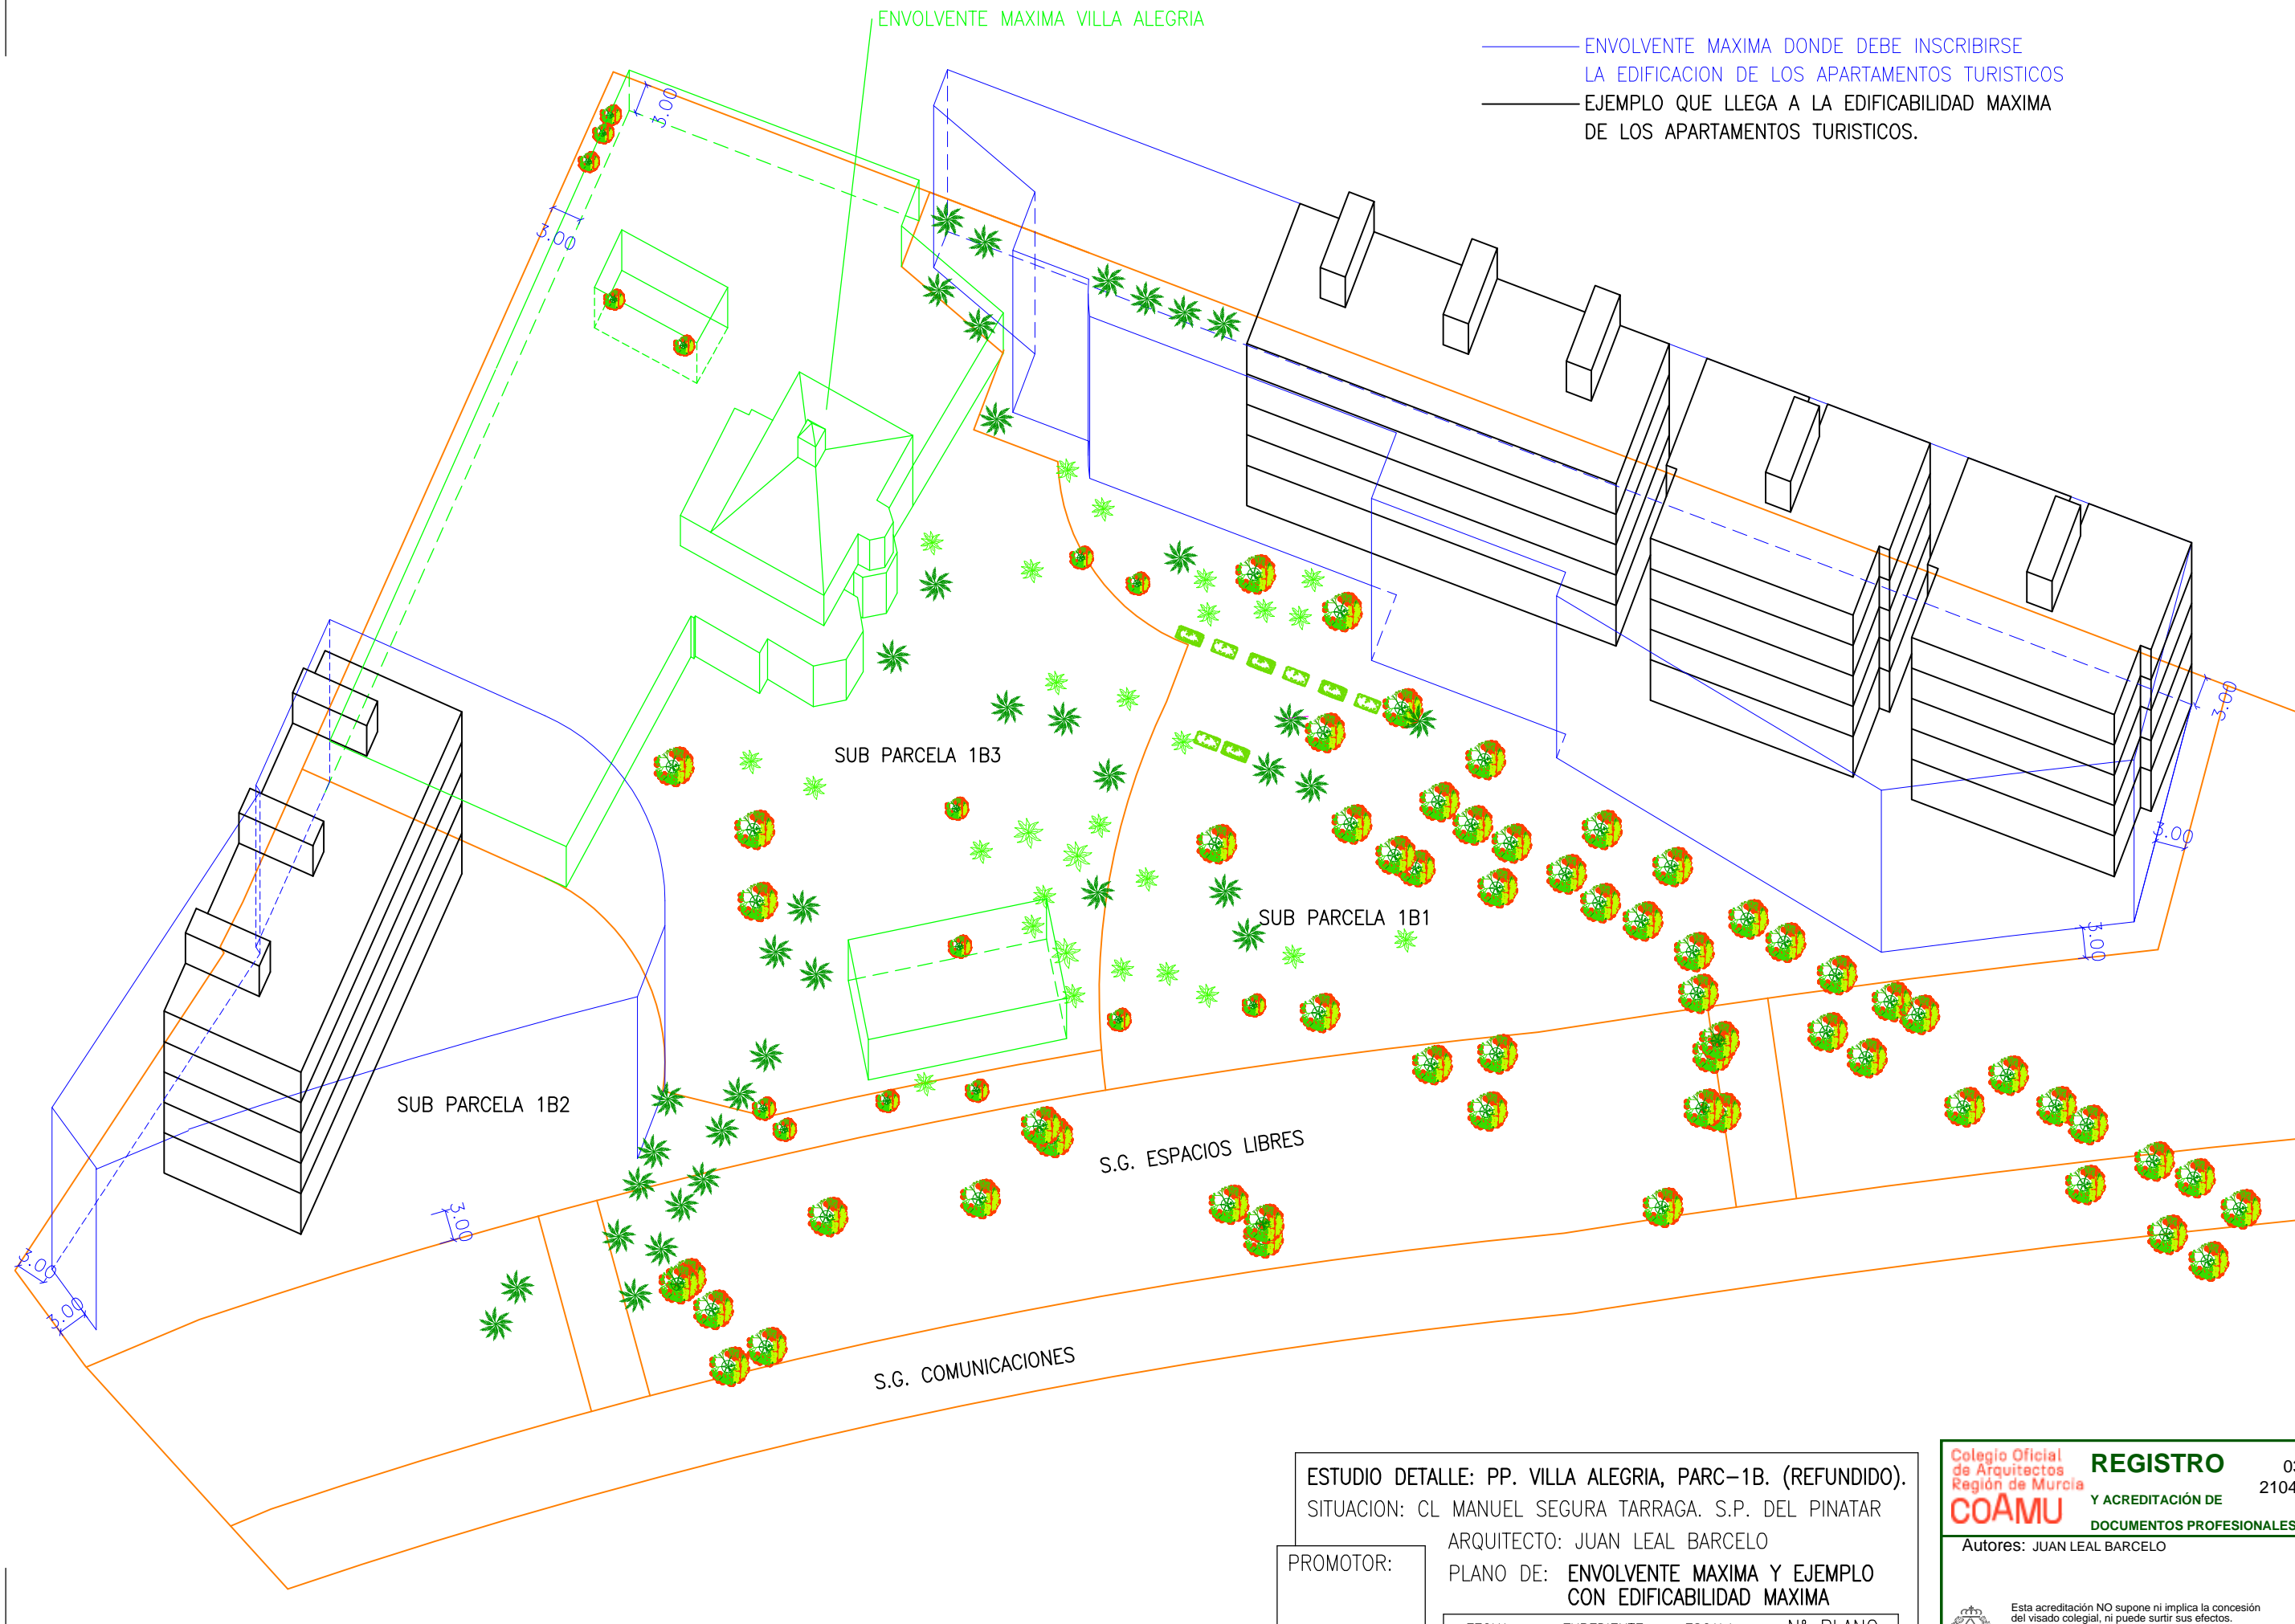 ENVOLVENTE MAXIMA VILLA ALEGRIA
ENVOLVENTE MAXIMA DONDE DEBE INSCRIBIRSE
LA EDIFICACION DE LOS APARTAMENTOS TURISTICOS
EJEMPLO QUE LLEGA A LA EDIFICABILIDAD MAXIMA
DE LOS APARTAMENTOS TURISTICOS.
3.00
3.00
3.00
3.00
3.00
3.00
3.00
3.00
SUB PARCELA 1B3
SUB PARCELA 1B1
SUB PARCELA 1B2
S.G. ESPACIOS LIBRES
S.G. COMUNICACIONES
ESTUDIO DETALLE: PP. VILLA ALEGRIA, PARC-1B. (REFUNDIDO).
SITUACION: CL MANUEL SEGURA TARRAGA. S.P. DEL PINATAR
ARQUITECTO: JUAN LEAL BARCELO
PROMOTOR:
PLANO DE: ENVOLVENTE MAXIMA Y EJEMPLO
CON EDIFICABILIDAD MAXIMA
Nº PLANO
Colegio Oficial
de Arquitectos
Región de Murcia
COAMU
REGISTRO
Y ACREDITACIÓN DE
DOCUMENTOS PROFESIONALES
03
2104
Autores: JUAN LEAL BARCELO
Esta acreditación NO supone ni implica la concesión
del visado colegial, ni puede surtir sus efectos.